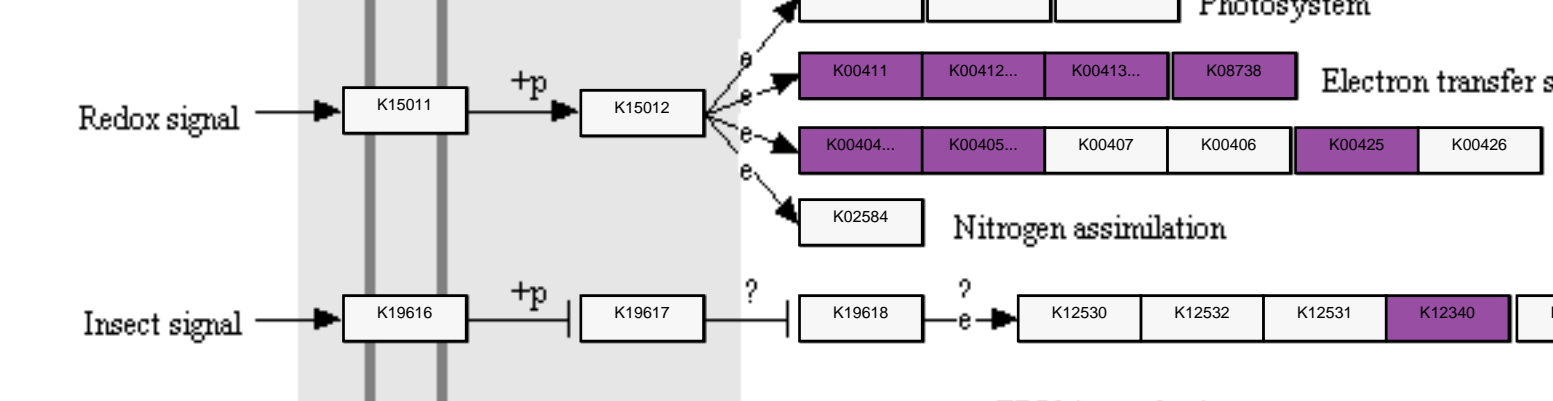 Photosystem
K00411 K00412... K00413... K08738 Electron transfer s
e
+p
K15011 K15012
Redox signal
e
e
K00404... K00405... K00407 K00406 K00425 K00426
e
K02584 Nitrogen assimilation
+p ? ?
Insect signal K19616 K19617 K19618 e K12530 K12532 K12531 K12340